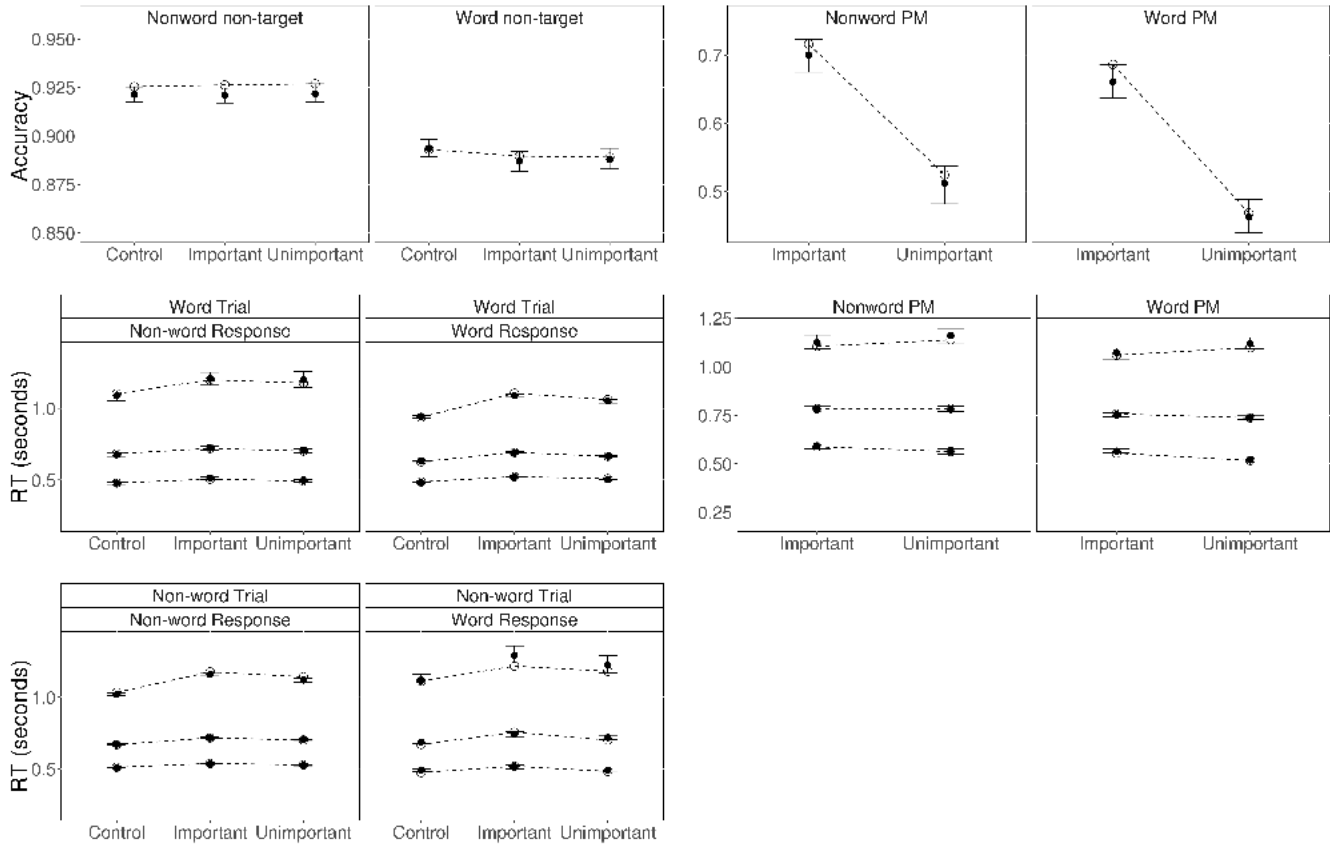 Nonword non-target
Word non-target
Accuracy
0.950
0.925
0.900
0.875
0.850
Control Important Unimportant
Control Important Unimportant
Nonword PM
Word PM
0.7
0.6
0.5
Important Unimportant
Important Unimportant
Word Trial
Non-word Response
Word Trial
Word Response
RT (seconds)
1.0
0.5
Control Important Unimportant
Control Important Unimportant
Nonword PM
Word PM
1.25
1.00
0.75
0.50
0.25
Important Unimportant
Important Unimportant
Non-word Trial
Non-word Response
Non-word Trial
Word Response
RT (seconds)
1.0
0.5
Control Important Unimportant
Control Important Unimportant